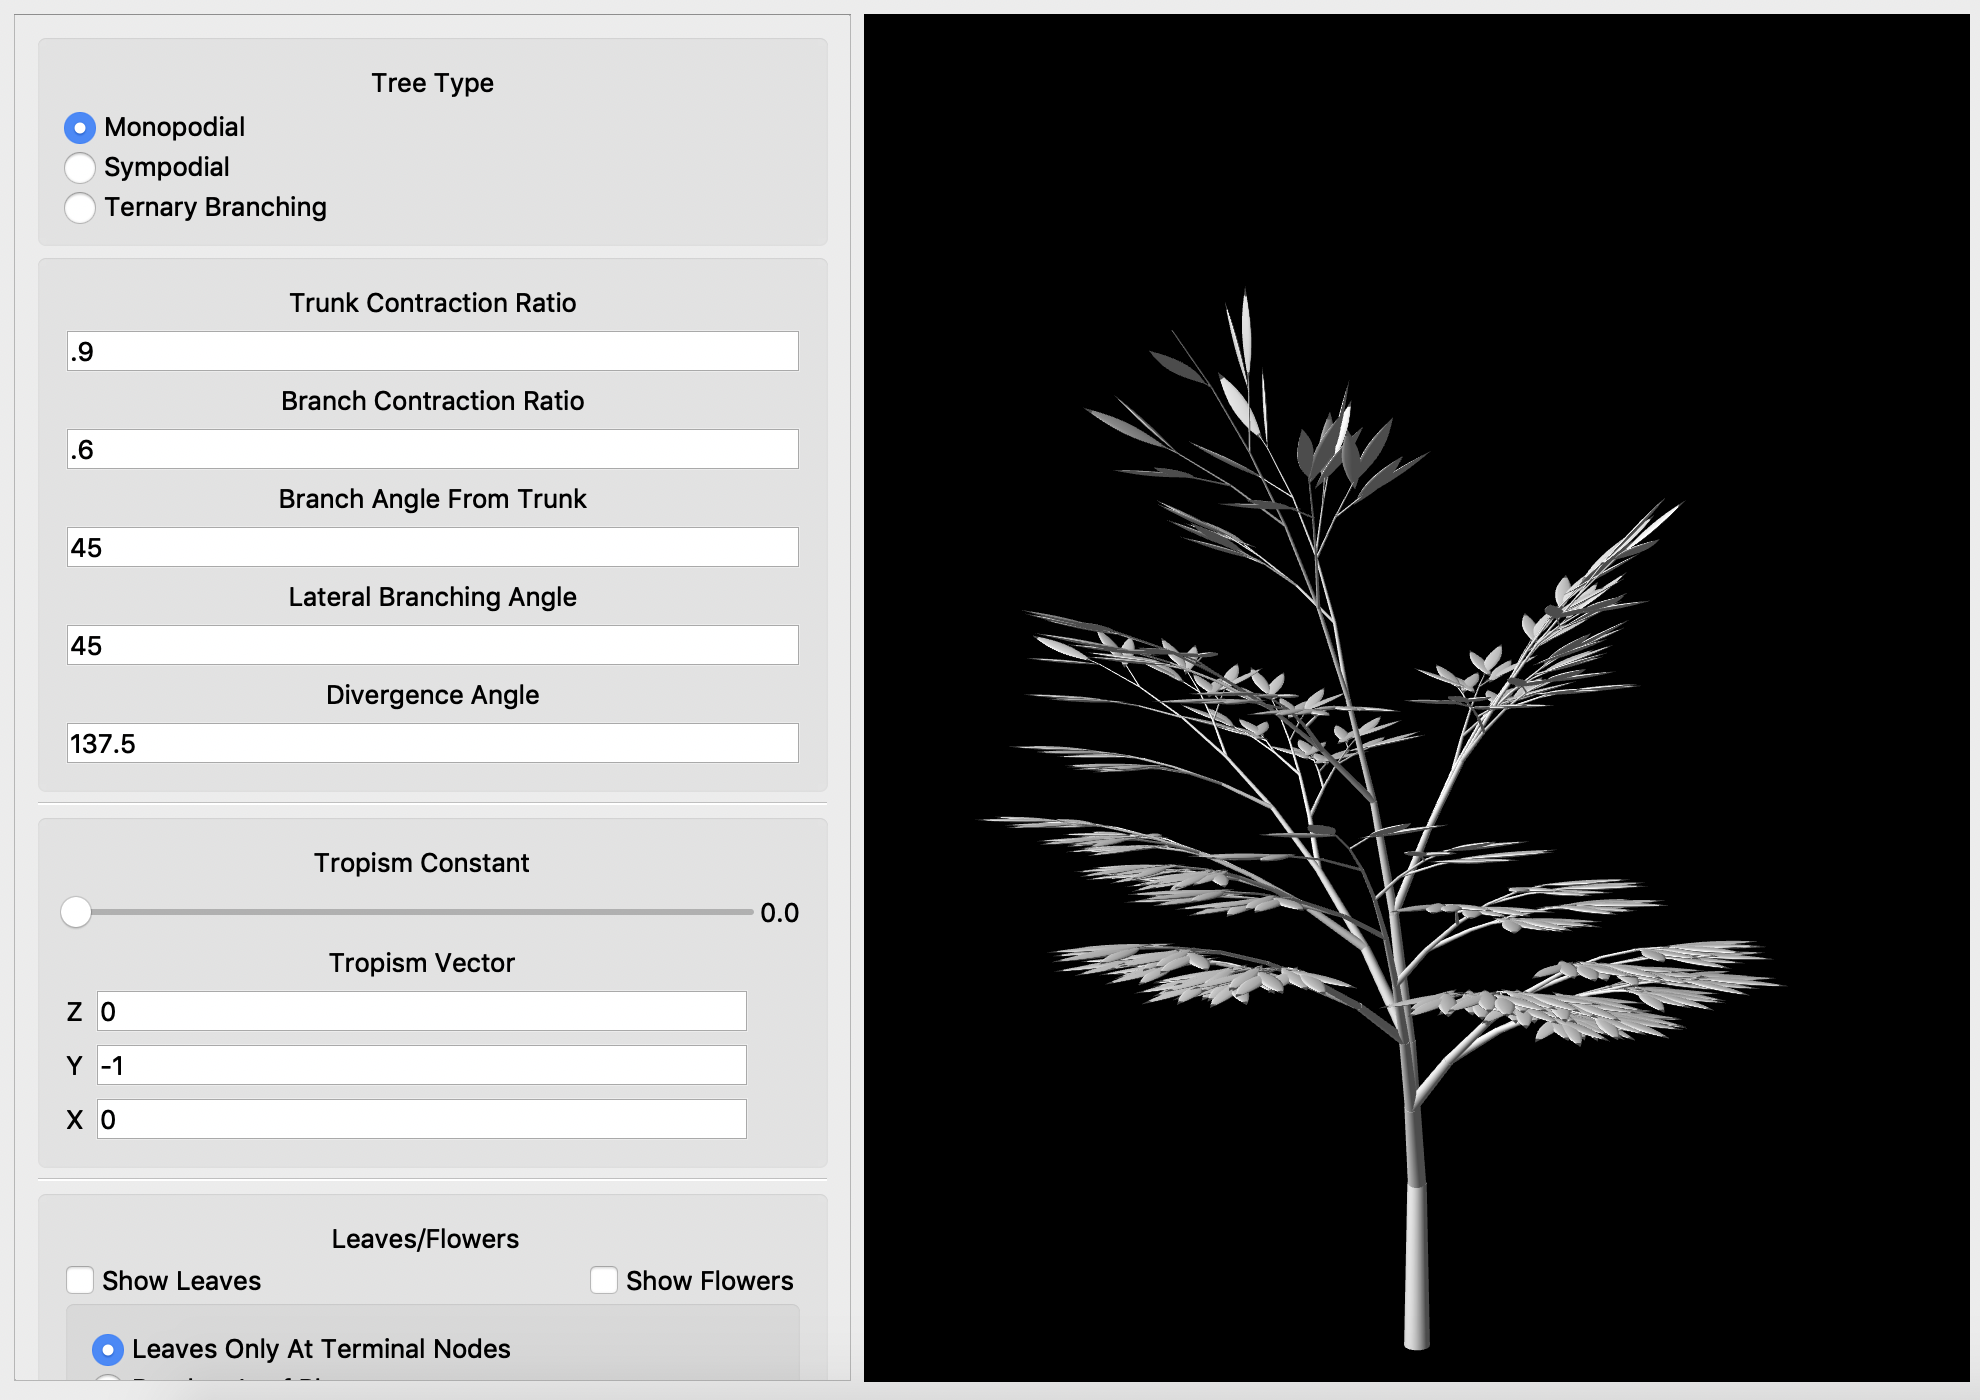 Tree Type
Monopodial
Sympodial
Ternary Branching
Trunk Contraction Ratio
.9
Branch Contraction Ratio
.6
Branch Angle From Trunk
45
Lateral Branching Angle
45
Divergence Angle
137.5
Tropism Constant
0.0
Tropism Vector
Z 0
Y -1
X 0
Leaves/Flowers
Show Leaves Show Flowers
Leaves Only At Terminal Nodes